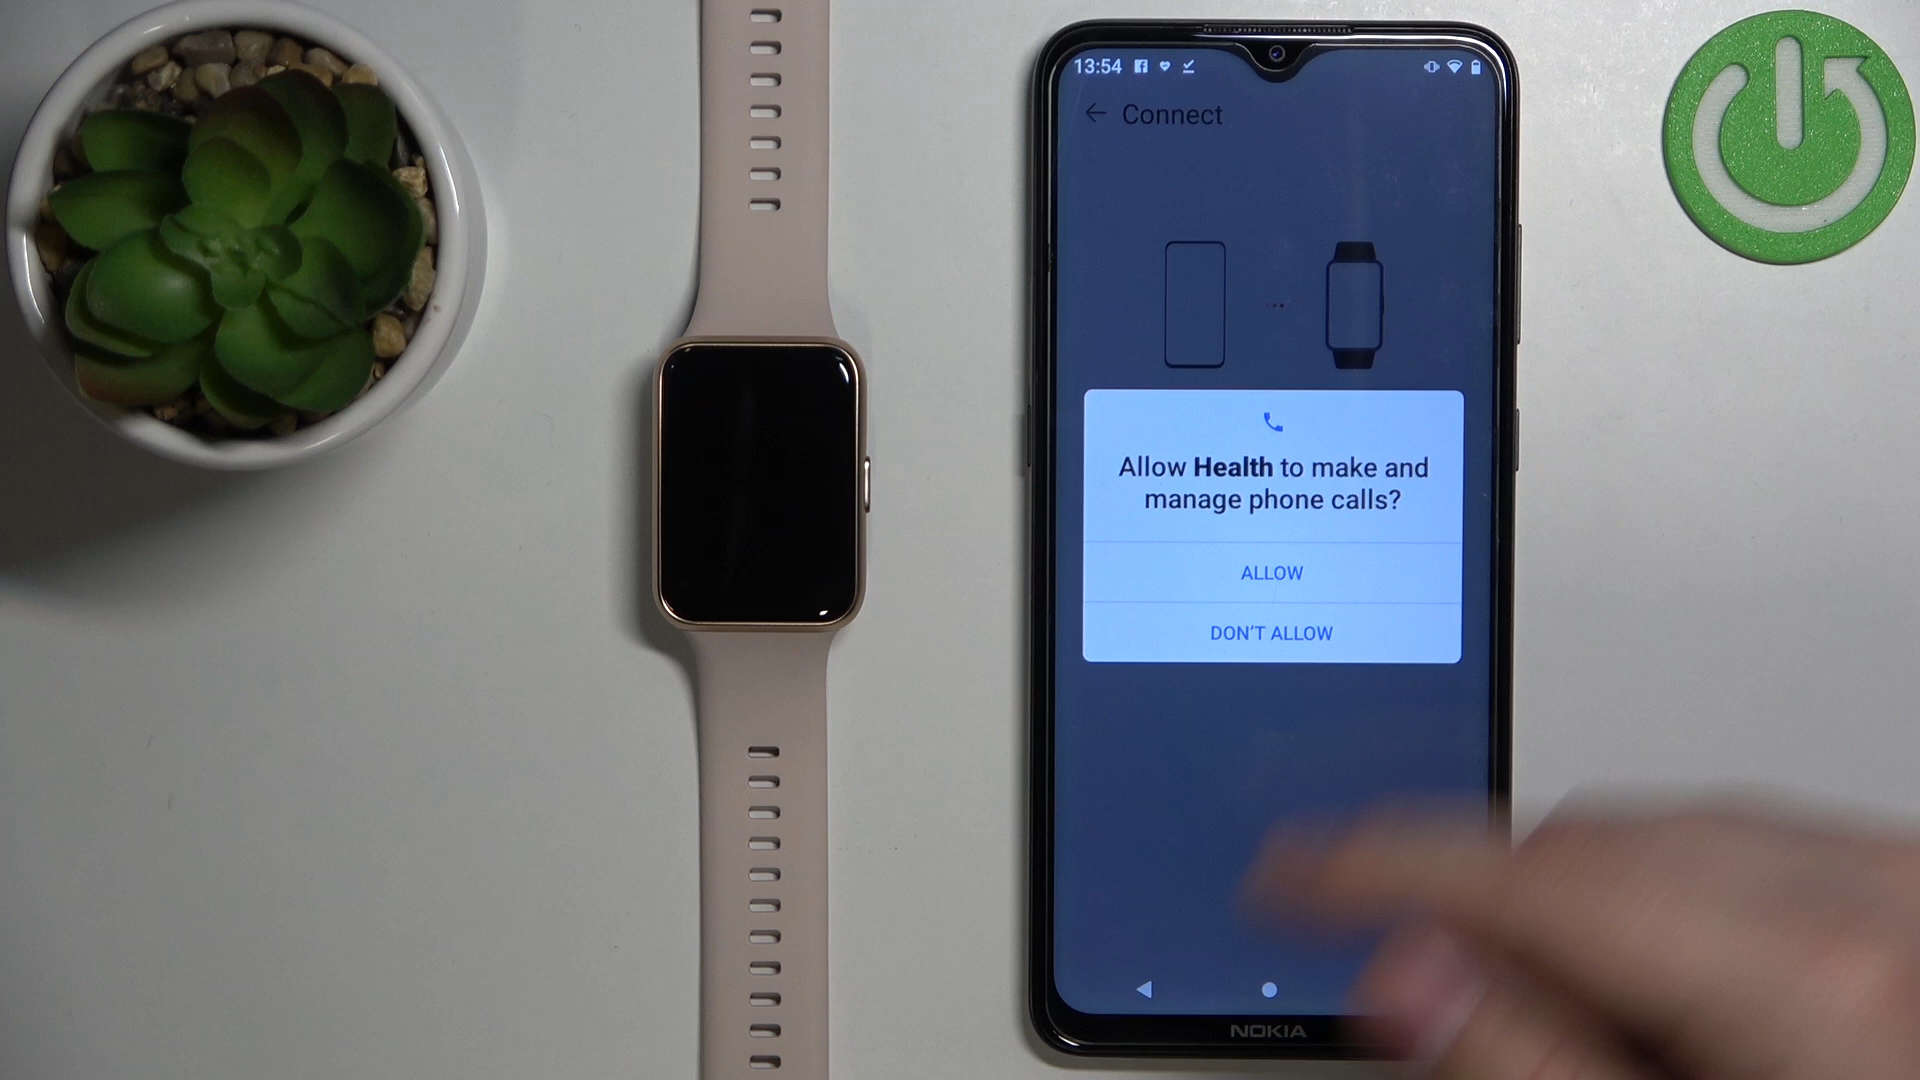 13:54
Connect
Allow Health to make and
manage phone calls?
ALLOW
DON'T ALLOW
NOKIA